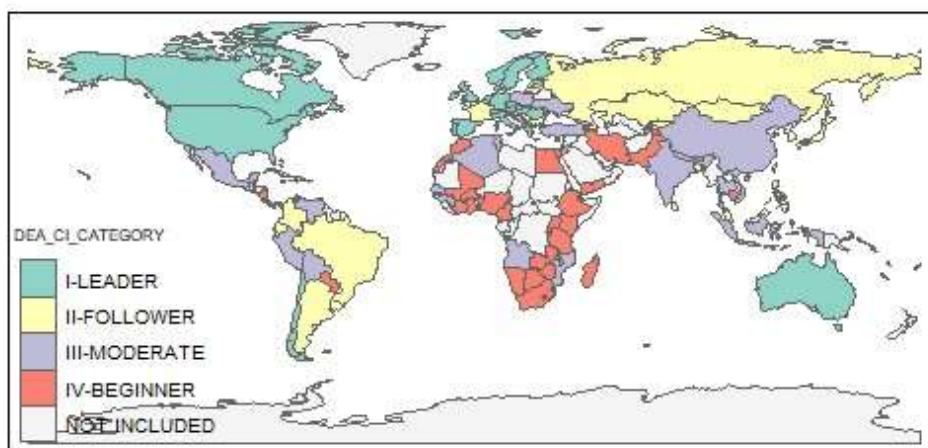 DEA_CI_CATEGORY
I-LEADER
II-FOLLOWER
III-MODERATE
IV-BEGINNER
NOT INCLUDED